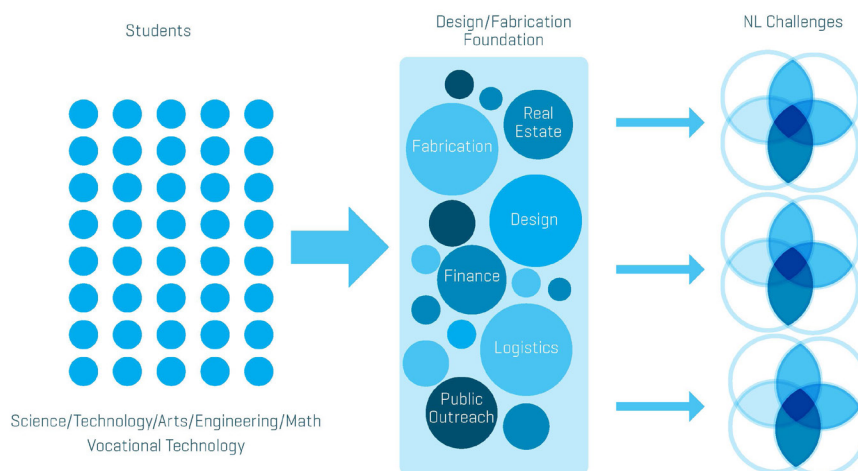 Students
Design/Fabrication
Foundation
NL Challenges
Fabrication
Real
Estate
Design
Finance
Logistics
Public
Outreach
Science/Technology/Arts/Engineering/Math
Vocational Technology